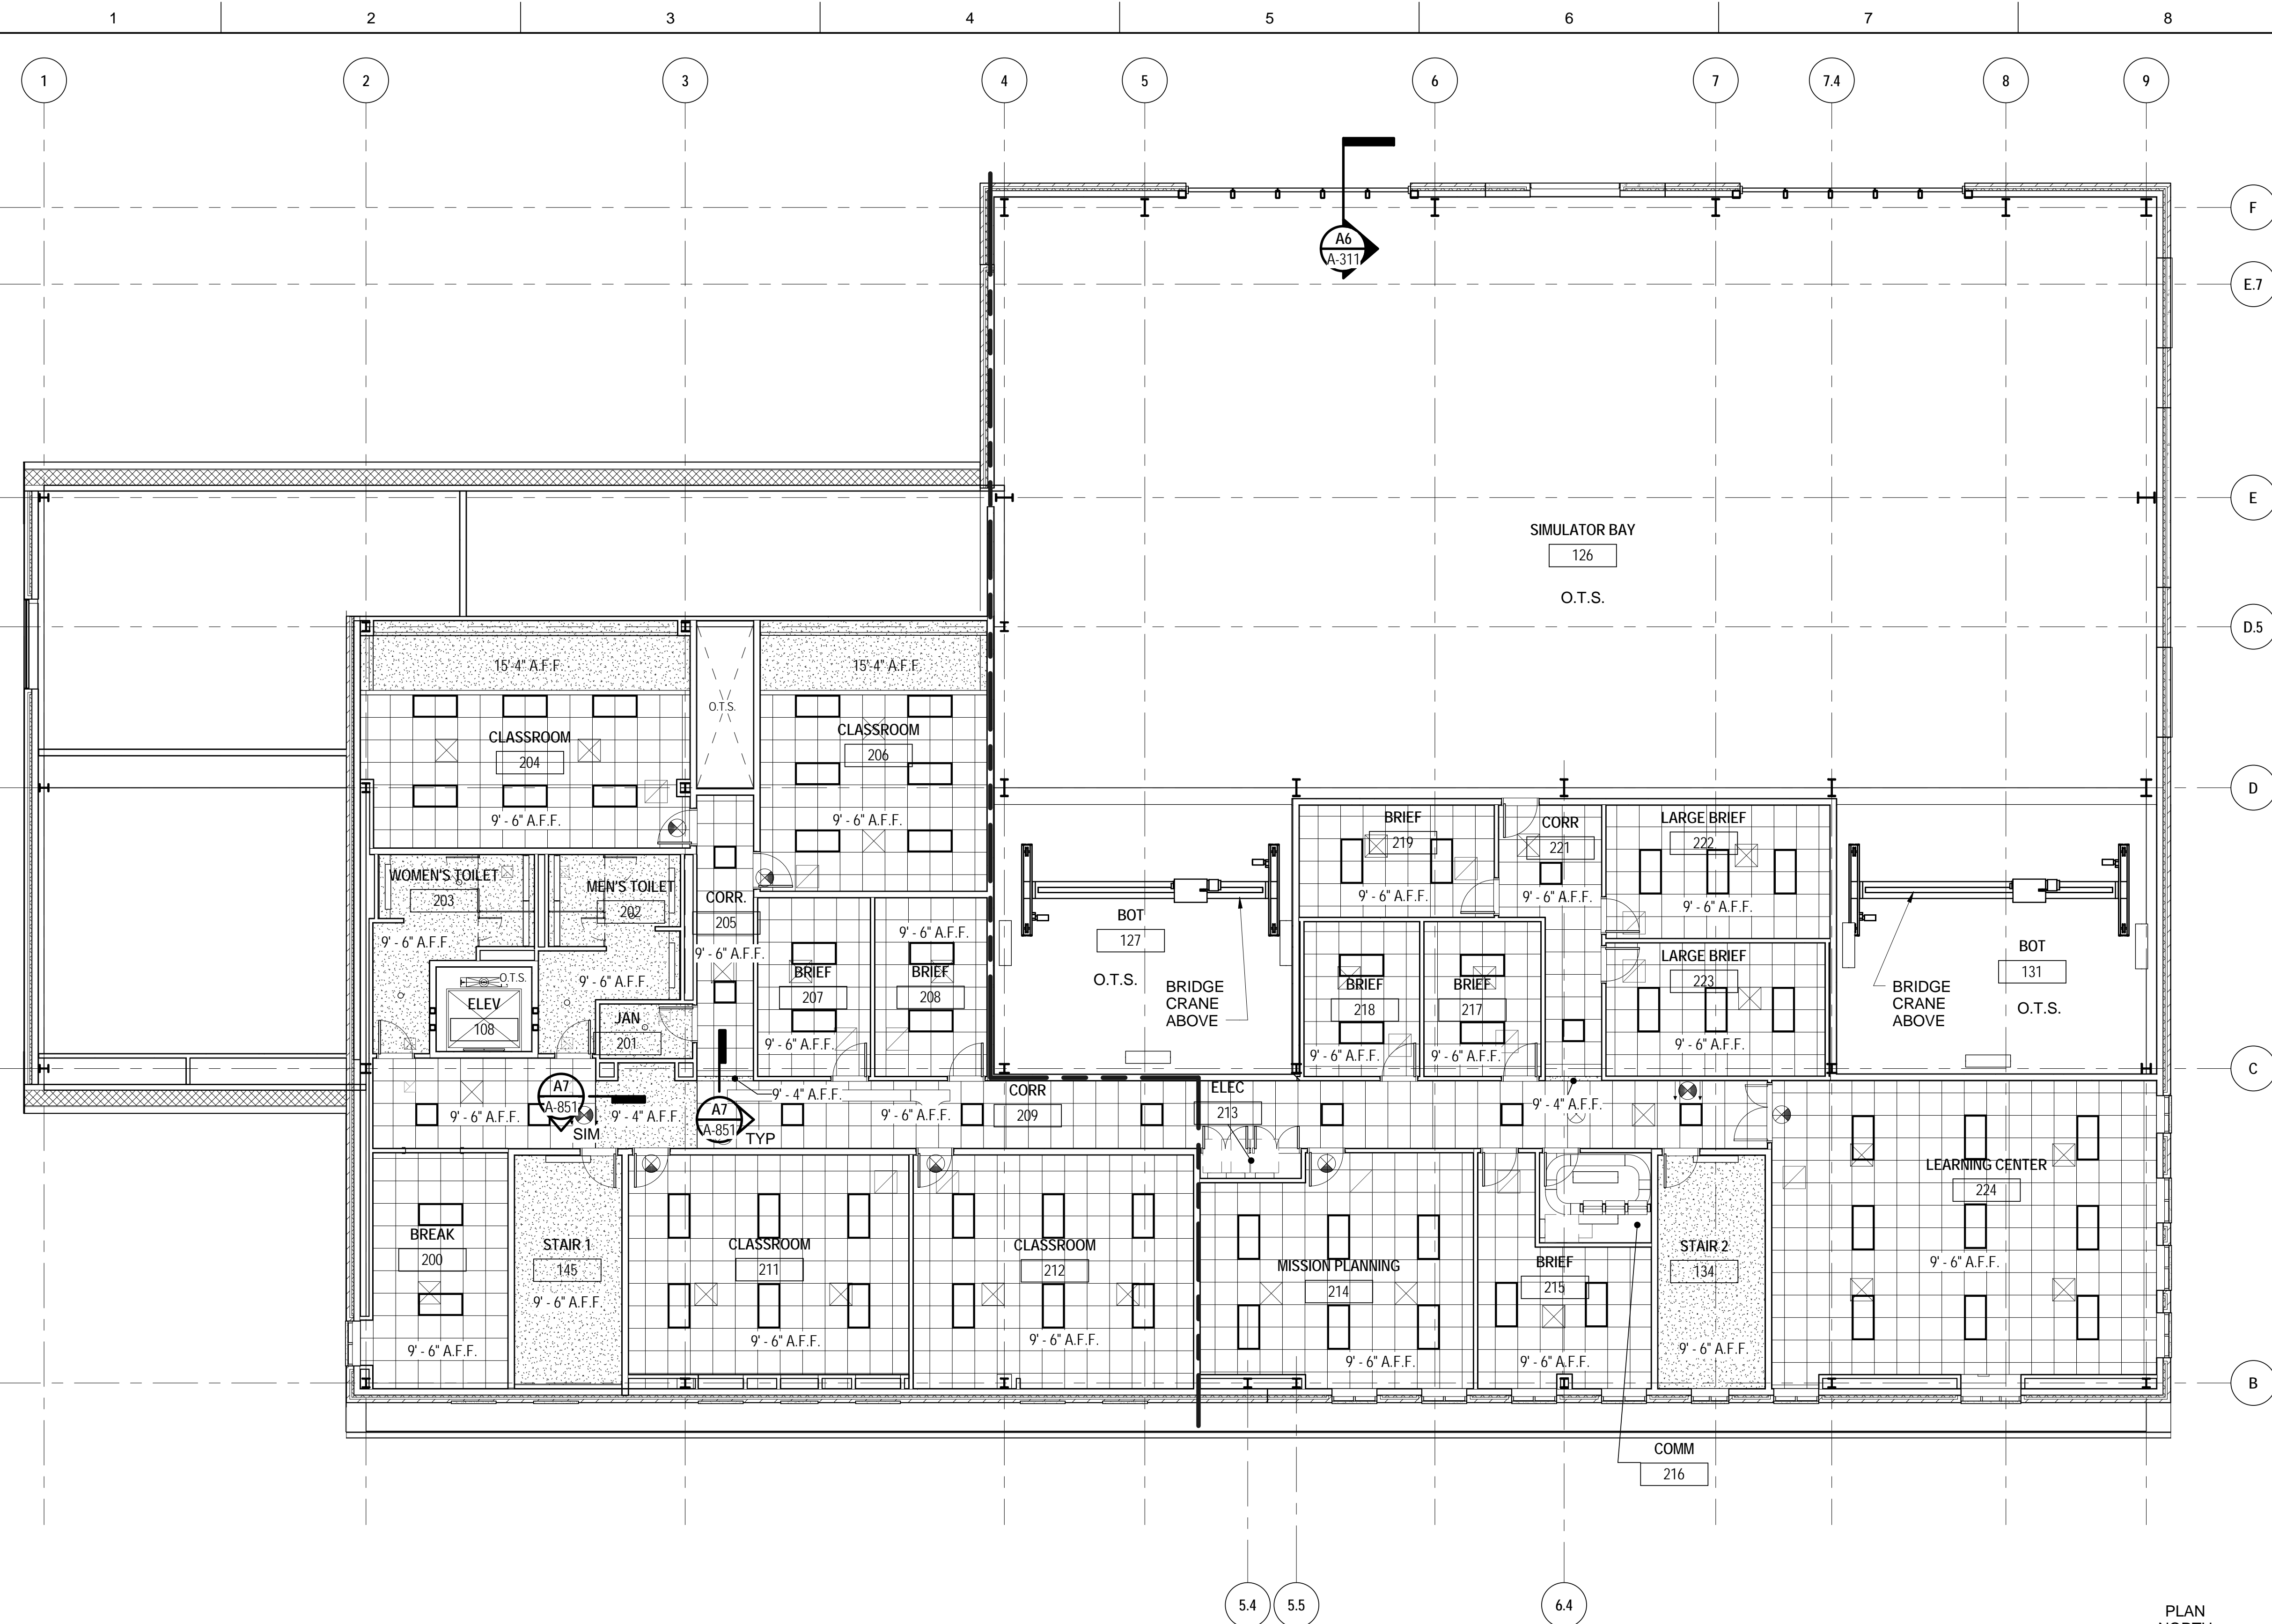 1 2 3 4 5 6 7 8
1 2 3 4 5 6 7 7.4 8 9
F
A6
A-311
E.7
E
SIMULATOR BAY
126
O.T.S.
D.5
15'-4" A.F.F.
15'-4" A.F.F.
O.T.S.
CLASSROOM
204
9' - 6" A.F.F.
CLASSROOM
206
9' - 6" A.F.F.
D
BRIEF
219
9' - 6" A.F.F.
CORR
221
9' - 6" A.F.F.
LARGE BRIEF
222
9' - 6" A.F.F.
WOMEN'S TOILET
203
9' - 6" A.F.F.
MEN'S TOILET
202
9' - 6" A.F.F.
CORR.
205
9' - 6" A.F.F.
BRIEF
207
9' - 6" A.F.F.
9' - 6" A.F.F.
BRIEF
208
BOT
127
O.T.S.
BRIDGE
CRANE
ABOVE
BRIEF
218
9' - 6" A.F.F.
BRIEF
217
9' - 6" A.F.F.
LARGE BRIEF
223
9' - 6" A.F.F.
BRIDGE
CRANE
ABOVE
BOT
131
O.T.S.
O.T.S.
ELEV
108
JAN
201
C
A7
A-851
SIM
9' - 6" A.F.F.
9' - 4" A.F.F.
A7
A-851
TYP
9' - 4" A.F.F.
9' - 6" A.F.F.
CORR
209
ELEC
213
9' - 4" A.F.F.
BREAK
200
9' - 6" A.F.F.
STAIR 1
145
9' - 6" A.F.F.
CLASSROOM
211
9' - 6" A.F.F.
CLASSROOM
212
9' - 6" A.F.F.
MISSION PLANNING
214
9' - 6" A.F.F.
BRIEF
215
9' - 6" A.F.F.
STAIR 2
134
9' - 6" A.F.F.
LEARNING CENTER
224
9' - 6" A.F.F.
B
COMM
216
5.4 5.5 6.4
PLAN